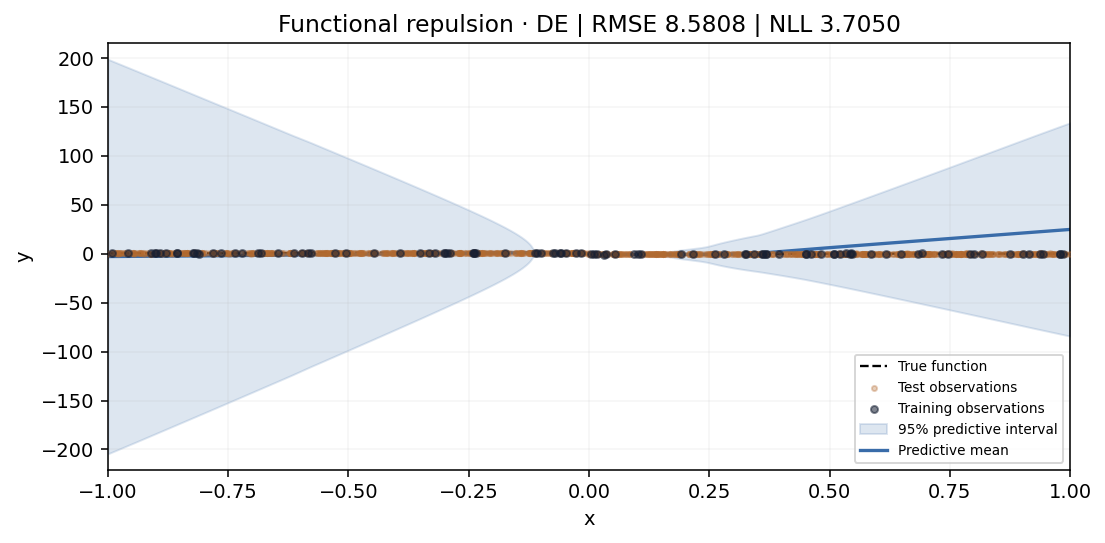 Functional repulsion · DE | RMSE 8.5808 | NLL 3.7050
200
150
100
50
0
−50
−100
−150
−200
y
−1.00 −0.75 −0.50 −0.25 0.00 0.25 0.50 0.75 1.00
x
True function
Test observations
Training observations
95% predictive interval
Predictive mean